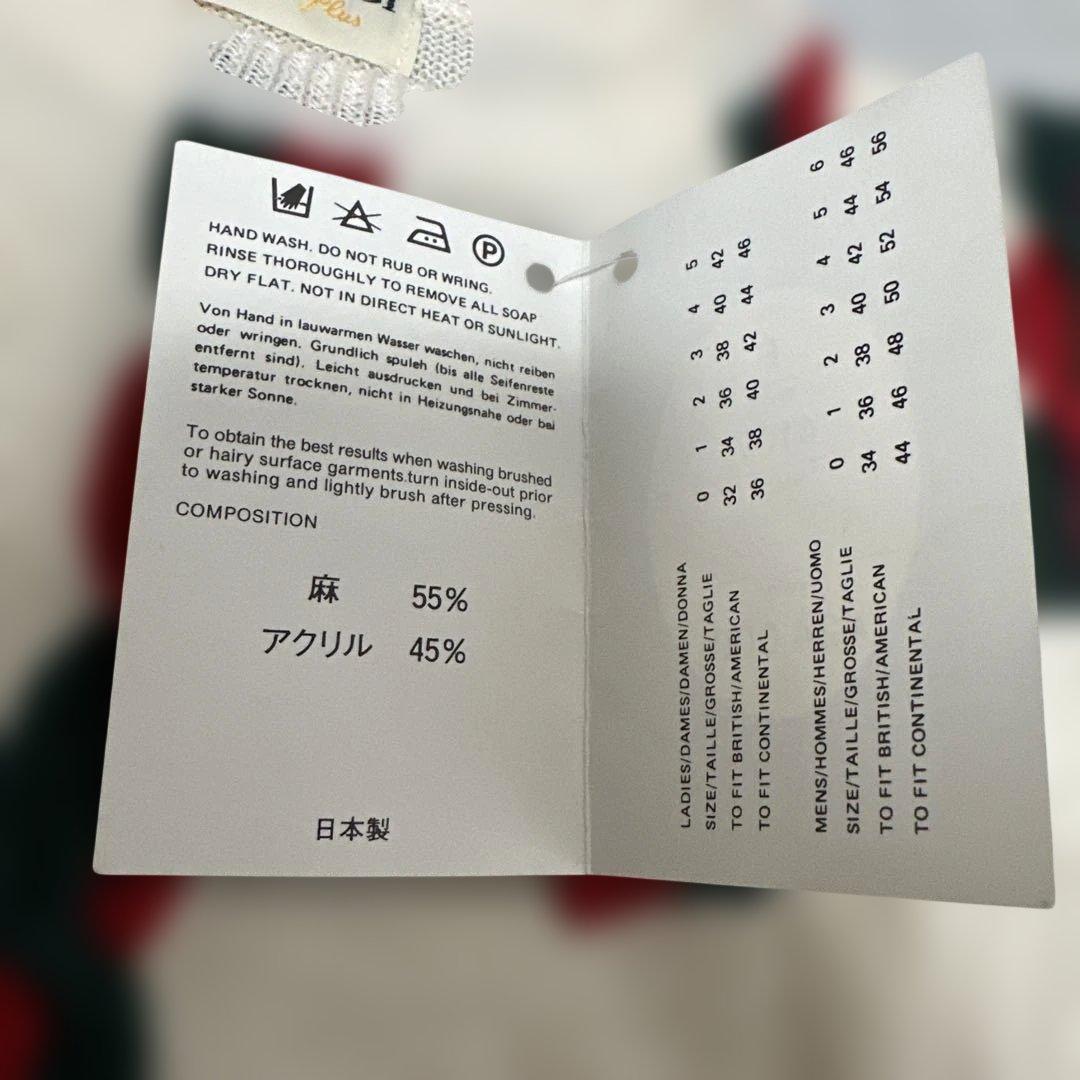 plus
P
HAND WASH. DO NOT RUB OR WRING.
RINSE THOROUGHLY TO REMOVE ALL SOAP
DRY FLAT. NOT IN DIRECT HEAT OR SUNLIGHT.
Von Hand in lauwarmen Wasser waschen, nicht reiben
oder wringen. Grundlich spuleh (bis alle Seifenreste
entfernt sind). Leicht ausdrucken und bei Zimmer-
temperatur trocknen, nicht in Heizungsnahe oder bei
starker Sonne.
To obtain the best results when washing brushed
or hairy surface garments.turn inside-out prior
to washing and lightly brush after pressing.
COMPOSITION
麻 55%
アクリル 45%
日本製
LADIES/DAMES/DAMEN/DONNA
SIZE/TAILLE/GROSSE/TAGLIE 0 1 2 3 4 5
TO FIT BRITISH/AMERICAN 32 34 36 38 40 42
TO FIT CONTINENTAL 36 38 40 42 44 46
MENS/HOMMES/HERREN/UOMO
SIZE/TAILLE/GROSSE/TAGLIE 0 1 2 3 4 5 6
TO FIT BRITISH/AMERICAN 34 36 38 40 42 44 46
TO FIT CONTINENTAL 44 46 48 50 52 54 56